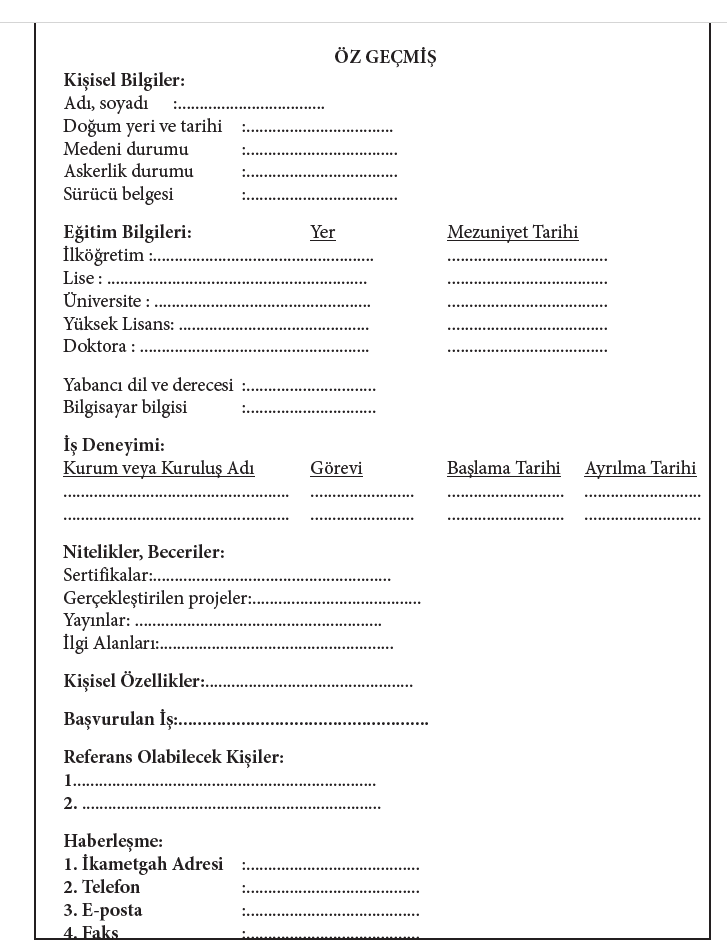 ÖZ GEÇMİŞ
Kişisel Bilgiler:
Adı, soyadı :..................................
Doğum yeri ve tarihi :..................................
Medeni durumu :...................................
Askerlik durumu :...................................
Sürücü belgesi :...................................
Eğitim Bilgileri: Yer Mezuniyet Tarihi
İlköğretim :................................................... .....................................
Lise : ............................................................ .....................................
Üniversite : .................................................. .....................................
Yüksek Lisans: ............................................ .....................................
Doktora : ..................................................... .....................................
Yabancı dil ve derecesi :..............................
Bilgisayar bilgisi :..............................
İş Deneyimi:
Kurum veya Kuruluş Adı Görevi Başlama Tarihi Ayrılma Tarihi
.................................................... ........................ ........................... ...........................
.................................................... ........................ ........................... ...........................
Nitelikler, Beceriler:
Sertifikalar:.......................................................
Gerçekleştirilen projeler:.......................................
Yayınlar: .........................................................
İlgi Alanları:......................................................
Kişisel Özellikler:................................................
Başvurulan İş:....................................................
Referans Olabilecek Kişiler:
1......................................................................
2. .....................................................................
Haberleşme:
1. İkametgah Adresi :........................................
2. Telefon :........................................
3. E-posta :........................................
4. Faks :........................................